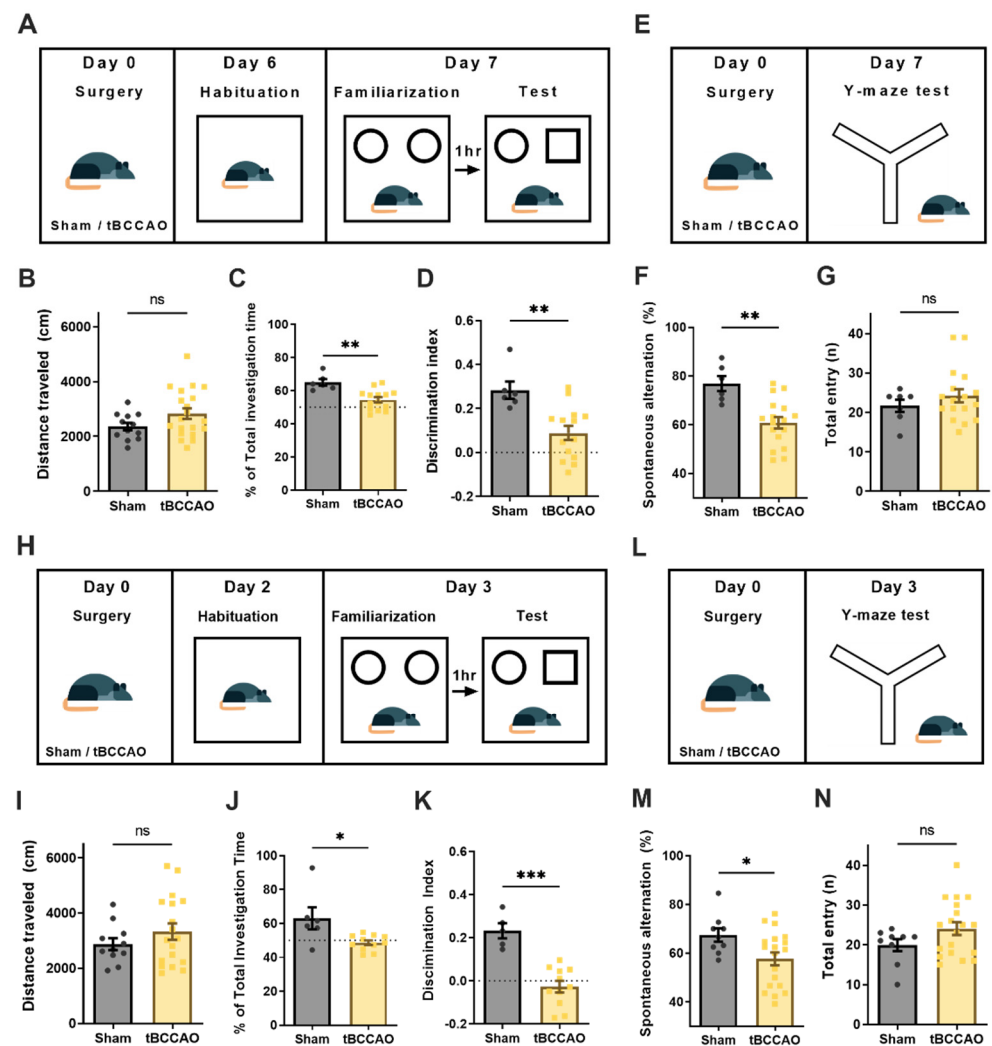 A
Day 0
Day 6
Day 7
Surgery
Habituation
Familiarization
Test
1hr
Sham / tBCCAO
E
Day 0
Day 7
Surgery
Y-maze test
Sham / tBCCAO
B
Distance traveled (cm)
6000
4000
2000
0
ns
Sham
tBCCAO
C
% of Total investigation time
100
80
60
40
20
0
**
Sham
tBCCAO
D
Discrimination index
0.6
0.4
0.2
0.0
-0.2
**
Sham
tBCCAO
F
Spontaneous alternation (%)
100
80
60
40
**
Sham
tBCCAO
G
Total entry (n)
40
30
20
10
0
ns
Sham
tBCCAO
H
Day 0
Day 2
Day 3
Surgery
Habituation
Familiarization
Test
1hr
Sham / tBCCAO
L
Day 0
Day 3
Surgery
Y-maze test
Sham / tBCCAO
I
Distance traveled (cm)
6000
4000
2000
0
ns
Sham
tBCCAO
J
% of Total Investigation Time
100
80
60
40
20
0
*
Sham
tBCCAO
K
Discimination Index
0.6
0.4
0.2
0.0
-0.2
***
Sham
tBCCAO
M
Spontaneous alternation (%)
100
80
60
40
*
Sham
tBCCAO
N
Total entry (n)
40
30
20
10
0
ns
Sham
tBCCAO